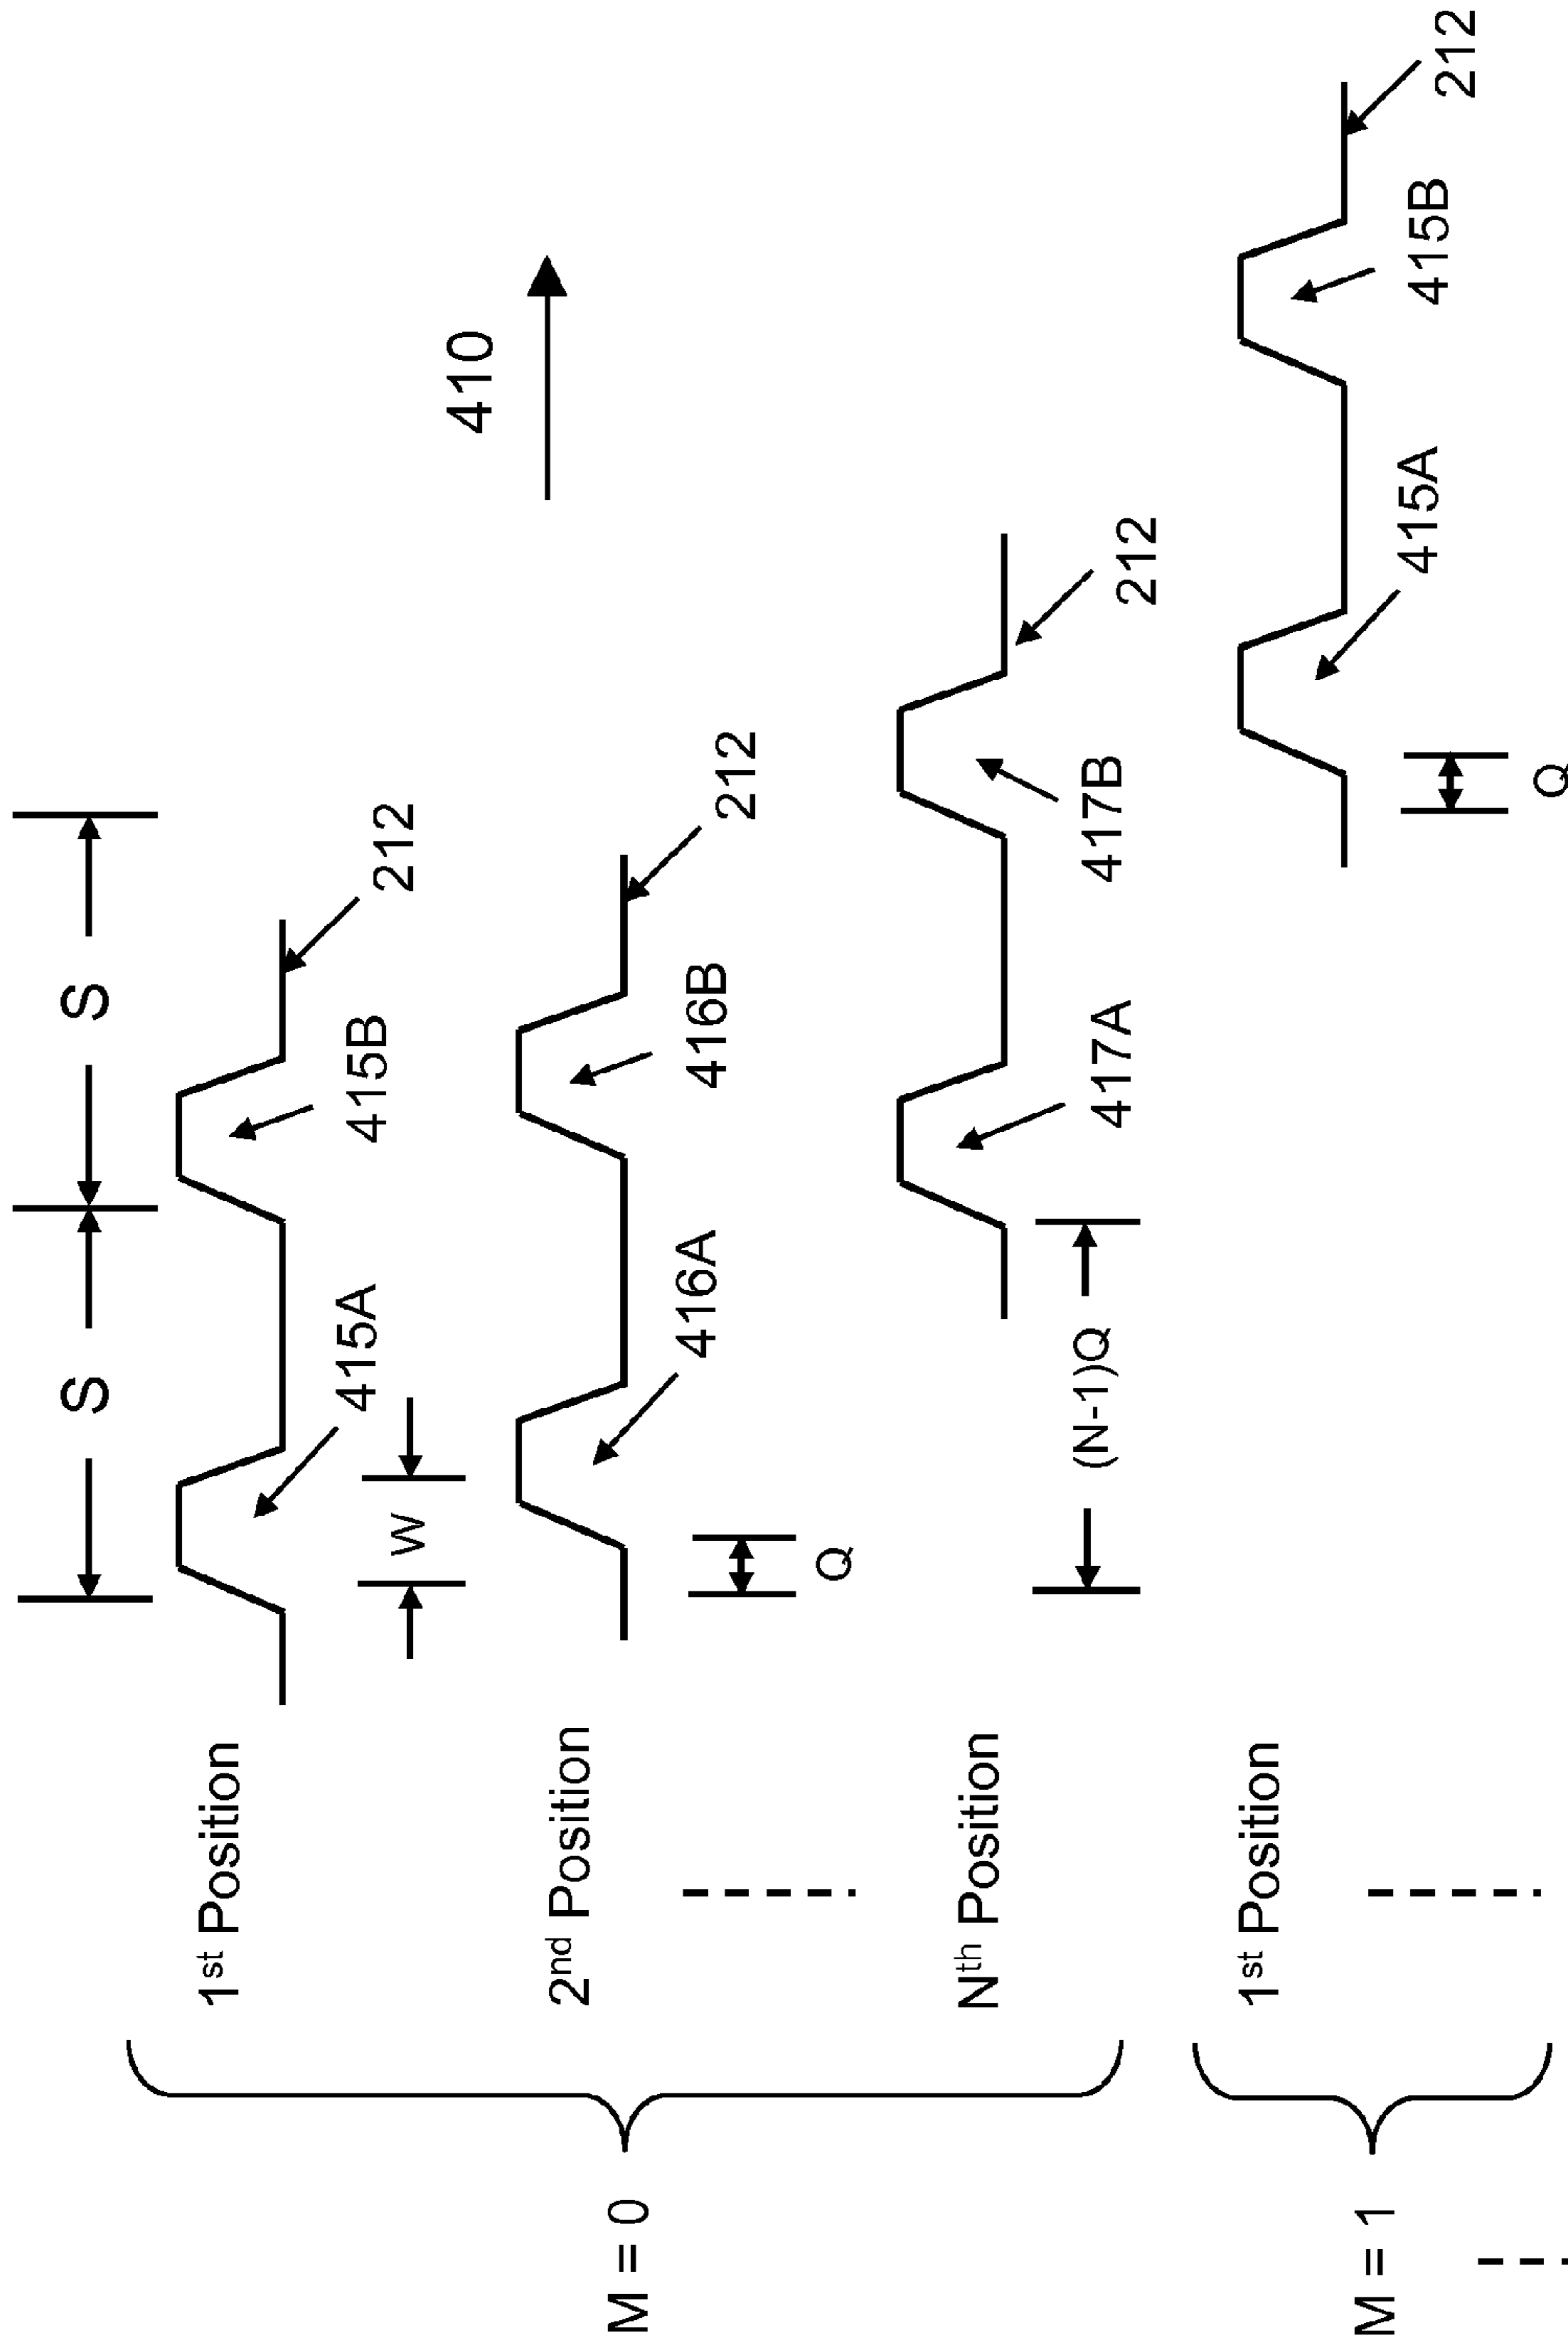 S
S
410
1st Position
415A
415B
212
W
2nd Position
416A
416B
212
Q
M = 0
Nth Position
417A
417B
212
(N-1)Q
1st Position
415A
415B
212
M = 1
Q